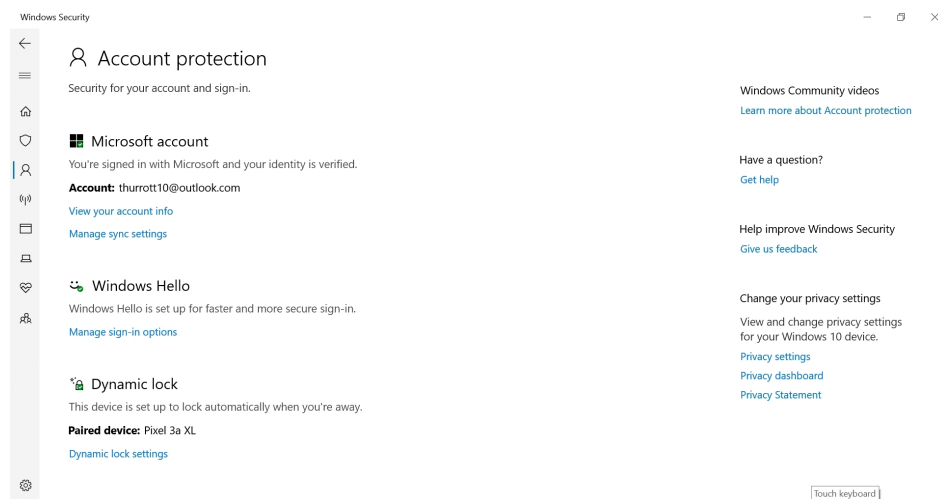 Windows Security
Account protection
Security for your account and sign-in.
Microsoft account
You're signed in with Microsoft and your identity is verified.
Account: thurrott10@outlook.com
View your account info
Manage sync settings
Windows Hello
Windows Hello is set up for faster and more secure sign-in.
Manage sign-in options
Dynamic lock
This device is set up to lock automatically when you're away.
Paired device: Pixel 3a XL
Dynamic lock settings
Windows Community videos
Learn more about Account protection
Have a question?
Get help
Help improve Windows Security
Give us feedback
Change your privacy settings
View and change privacy settings
for your Windows 10 device.
Privacy settings
Privacy dashboard
Privacy Statement
Touch keyboard